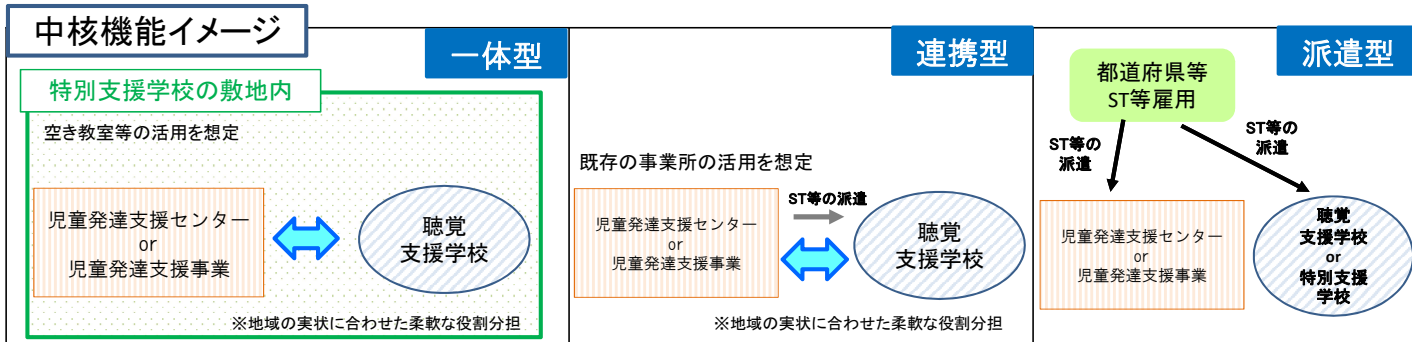 中核機能イメージ
一体型
特別支援学校の敷地内
空き教室等の活用を想定
児童発達支援センター
or
児童発達支援事業
聴覚
支援学校
※地域の実状に合わせた柔軟な役割分担
連携型
既存の事業所の活用を想定
ST等の派遣
児童発達支援センター
or
児童発達支援事業
聴覚
支援学校
※地域の実状に合わせた柔軟な役割分担
派遣型
都道府県等
ST等雇用
ST等の
派遣
ST等の
派遣
児童発達支援センター
or
児童発達支援事業
聴覚
支援学校
or
特別支援
学校